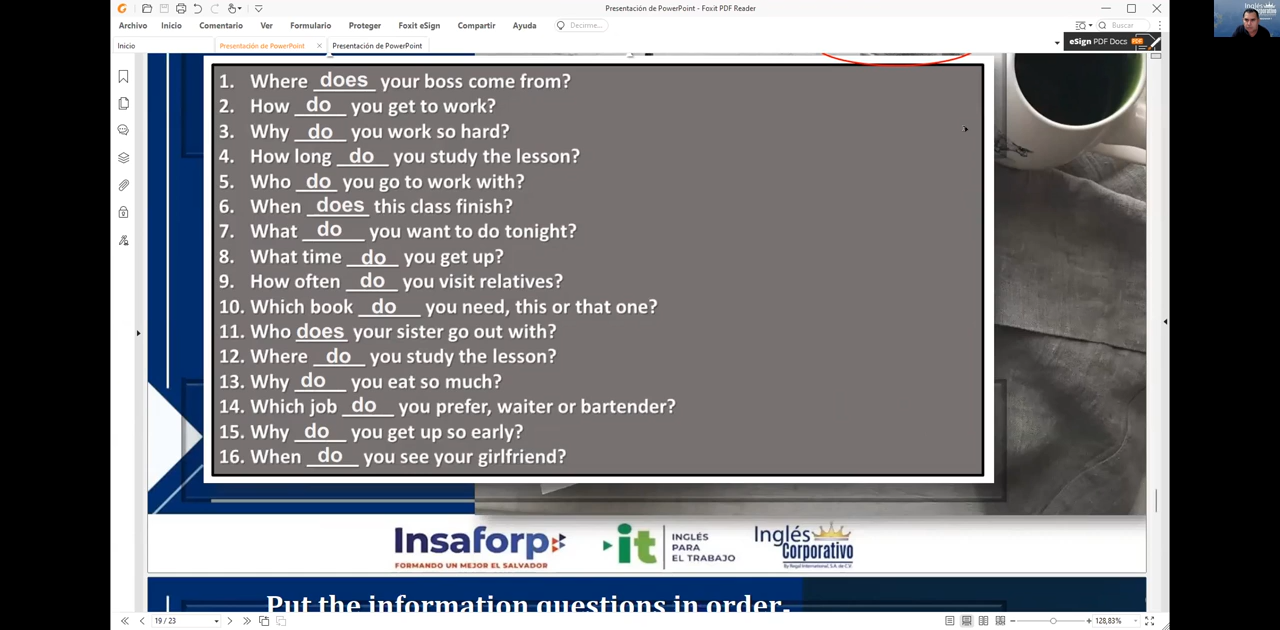 Presentación de PowerPoint - Foxit PDF Reader
Archivo Inicio Comentario Ver Formulario Proteger Foxit eSign Compartir Ayuda Decirme... Buscar
Inicio Presentación de PowerPoint Presentación de PowerPoint
eSign PDF Docs
1. Where does your boss come from?
2. How do you get to work?
3. Why do you work so hard?
4. How long do you study the lesson?
5. Who do you go to work with?
6. When does this class finish?
7. What do you want to do tonight?
8. What time do you get up?
9. How often do you visit relatives?
10. Which book do you need, this or that one?
11. Who does your sister go out with?
12. Where do you study the lesson?
13. Why do you eat so much?
14. Which job do you prefer, waiter or bartender?
15. Why do you get up so early?
16. When do you see your girlfriend?
Insaforp
FORMANDO UN MEJOR EL SALVADOR
it
INGLÉS
PARA
EL TRABAJO
Inglés
Corporativo
By Regal International, S.A. de C.V.
Put the information questions in order.
19 / 23
128,83%